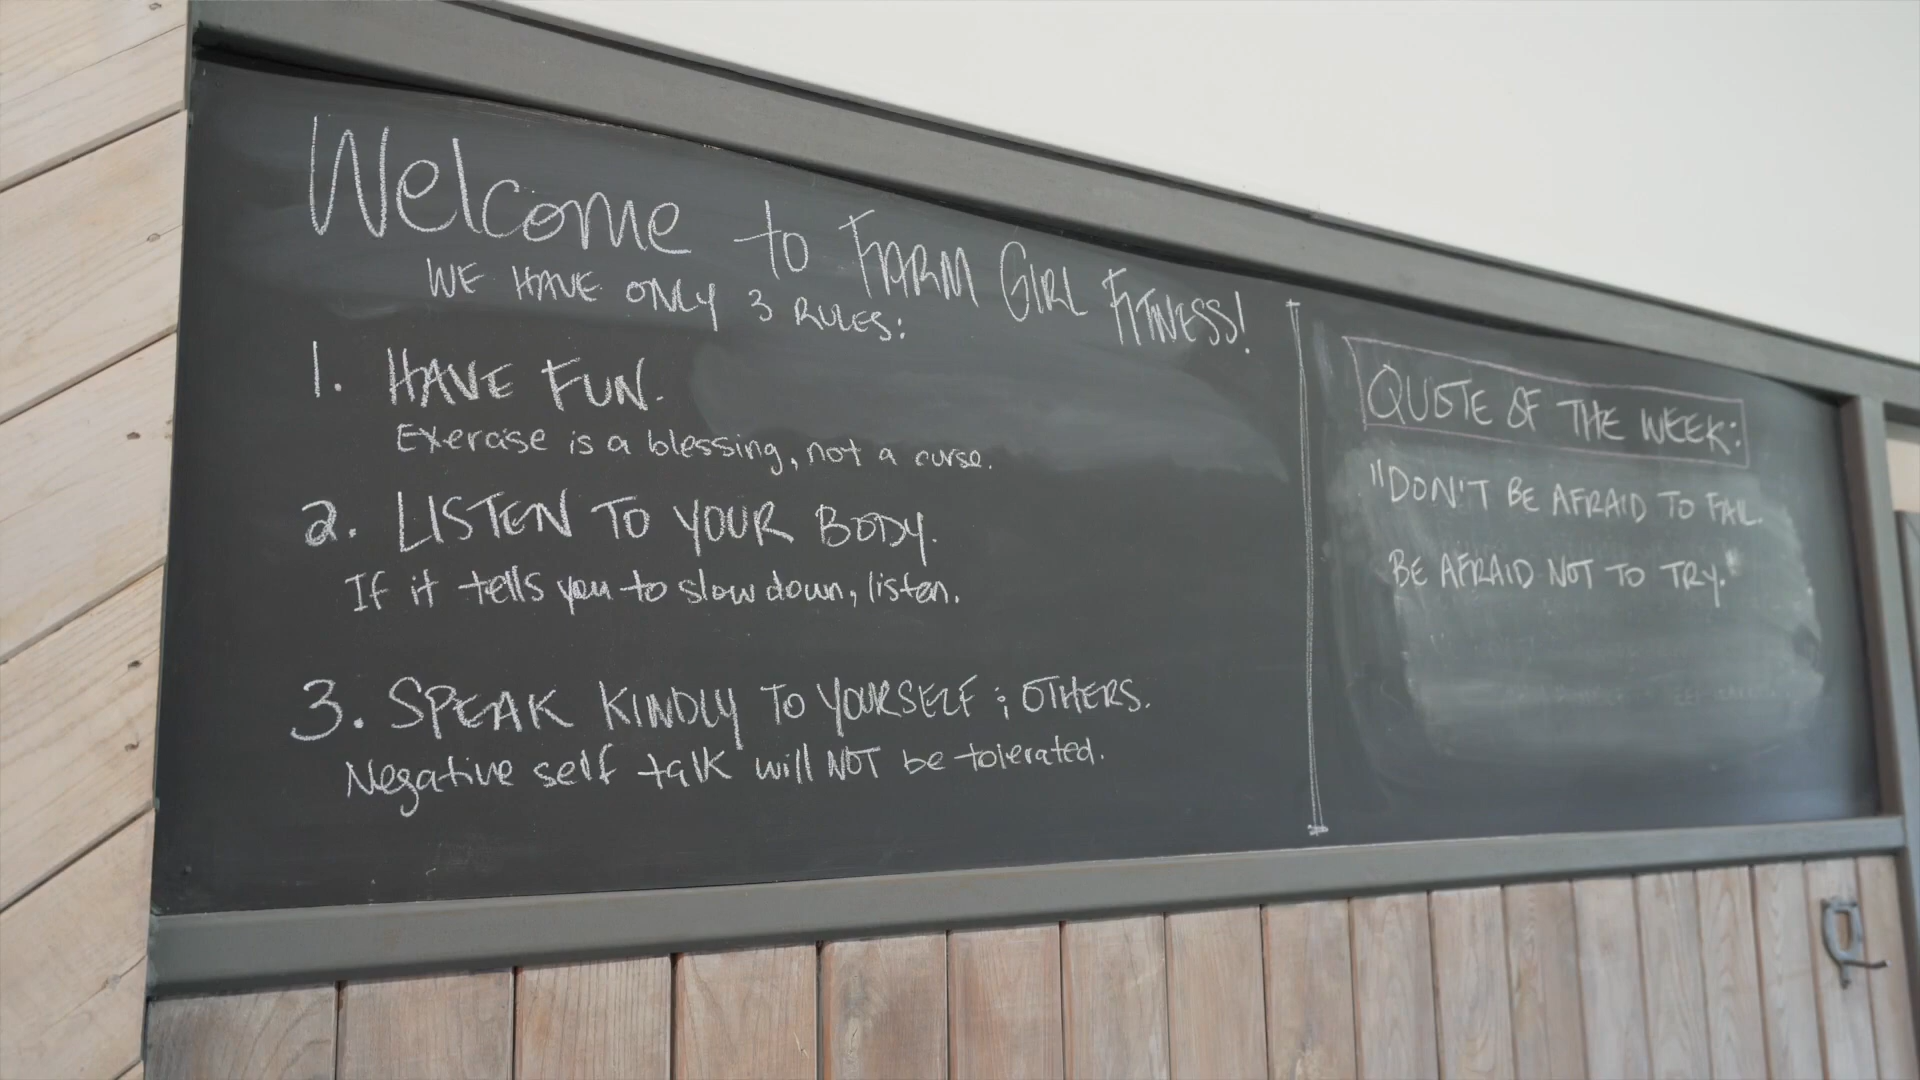 Welcome to FARM GIRL FITNESS!
WE HAVE ONLY 3 RULES:
1. HAVE FUN.
Exercise is a blessing, not a curse.
2. LISTEN TO YOUR BODY.
If it tells you to slow down, listen.
3. SPEAK KINDLY TO YOURSELF & OTHERS.
Negative self talk will NOT be tolerated.
QUOTE OF THE WEEK:
"DON'T BE AFRAID TO FAIL.
BE AFRAID NOT TO TRY."